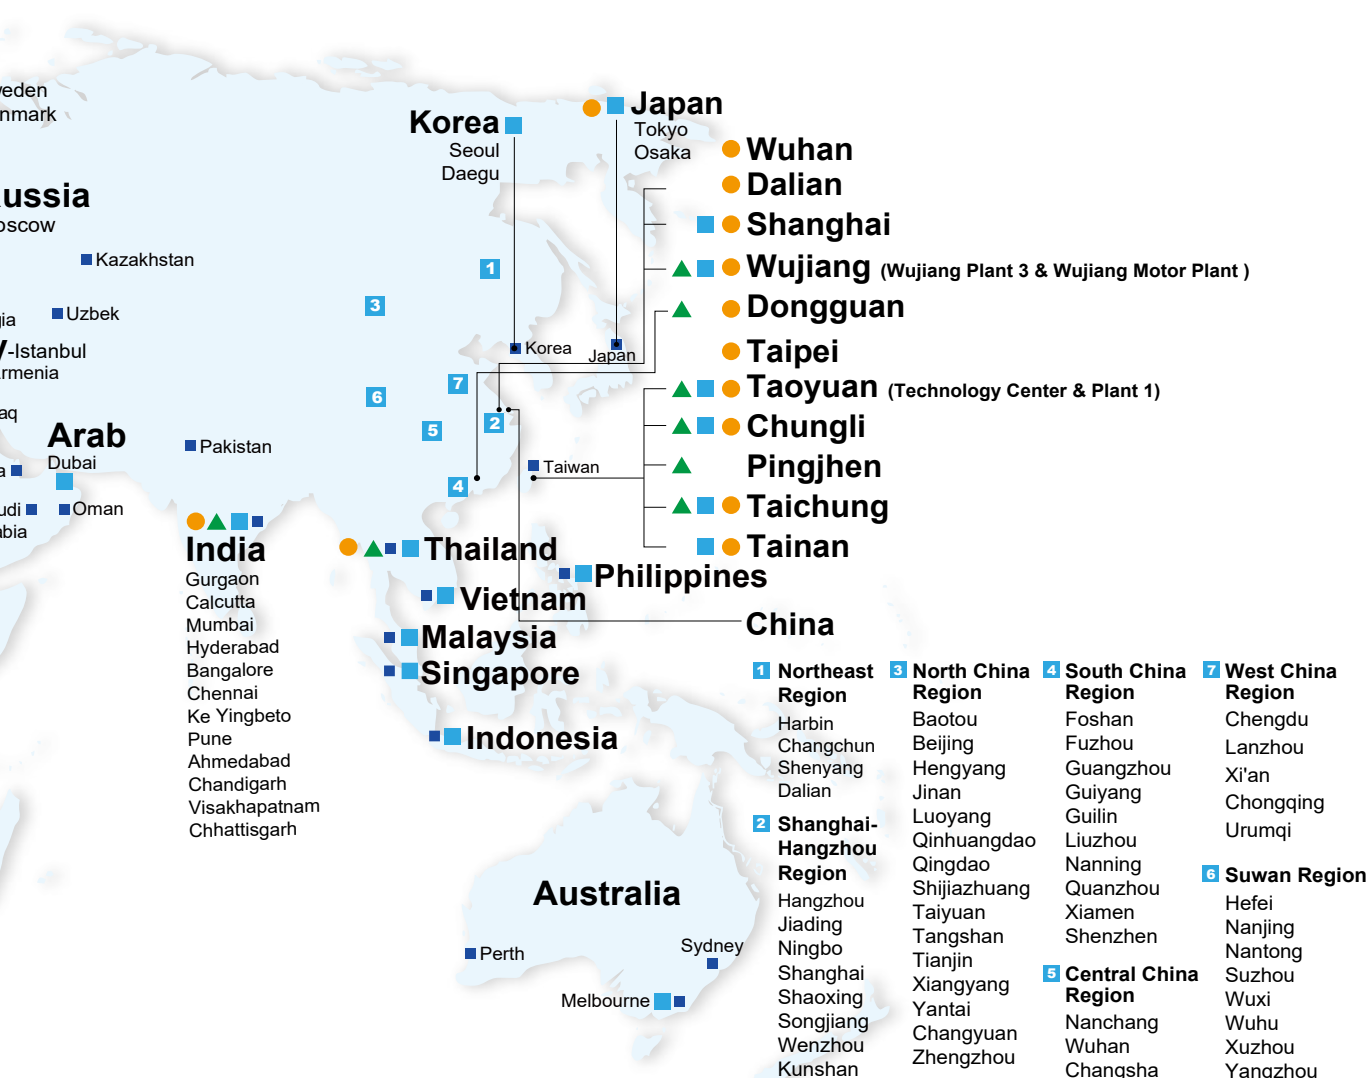 weden
nmark
ussia
oscow
Kazakhstan
Uzbek
gia
y-Istanbul
rmenia
aq
Arab
Dubai
a
udi
abia
Oman
Pakistan
India
Gurgaon
Calcutta
Mumbai
Hyderabad
Bangalore
Chennai
Ke Yingbeto
Pune
Ahmedabad
Chandigarh
Visakhapatnam
Chhattisgarh
Korea
Seoul
Daegu
Japan
Tokyo
Osaka
1
3
7
6
5
2
4
Korea
Japan
Taiwan
Wuhan
Dalian
Shanghai
Wujiang (Wujiang Plant 3 & Wujiang Motor Plant )
Dongguan
Taipei
Taoyuan (Technology Center & Plant 1)
Chungli
Pingjhen
Taichung
Tainan
Thailand
Philippines
Vietnam
Malaysia
Singapore
Indonesia
Australia
Perth
Sydney
Melbourne
China
1 Northeast
Region
Harbin
Changchun
Shenyang
Dalian
2 Shanghai-
Hangzhou
Region
Hangzhou
Jiading
Ningbo
Shanghai
Shaoxing
Songjiang
Wenzhou
Kunshan
3 North China
Region
Baotou
Beijing
Hengyang
Jinan
Luoyang
Qinhuangdao
Qingdao
Shijiazhuang
Taiyuan
Tangshan
Tianjin
Xiangyang
Yantai
Changyuan
Zhengzhou
4 South China
Region
Foshan
Fuzhou
Guangzhou
Guiyang
Guilin
Liuzhou
Nanning
Quanzhou
Xiamen
Shenzhen
5 Central China
Region
Nanchang
Wuhan
Changsha
7 West China
Region
Chengdu
Lanzhou
Xi'an
Chongqing
Urumqi
6 Suwan Region
Hefei
Nanjing
Nantong
Suzhou
Wuxi
Wuhu
Xuzhou
Yangzhou